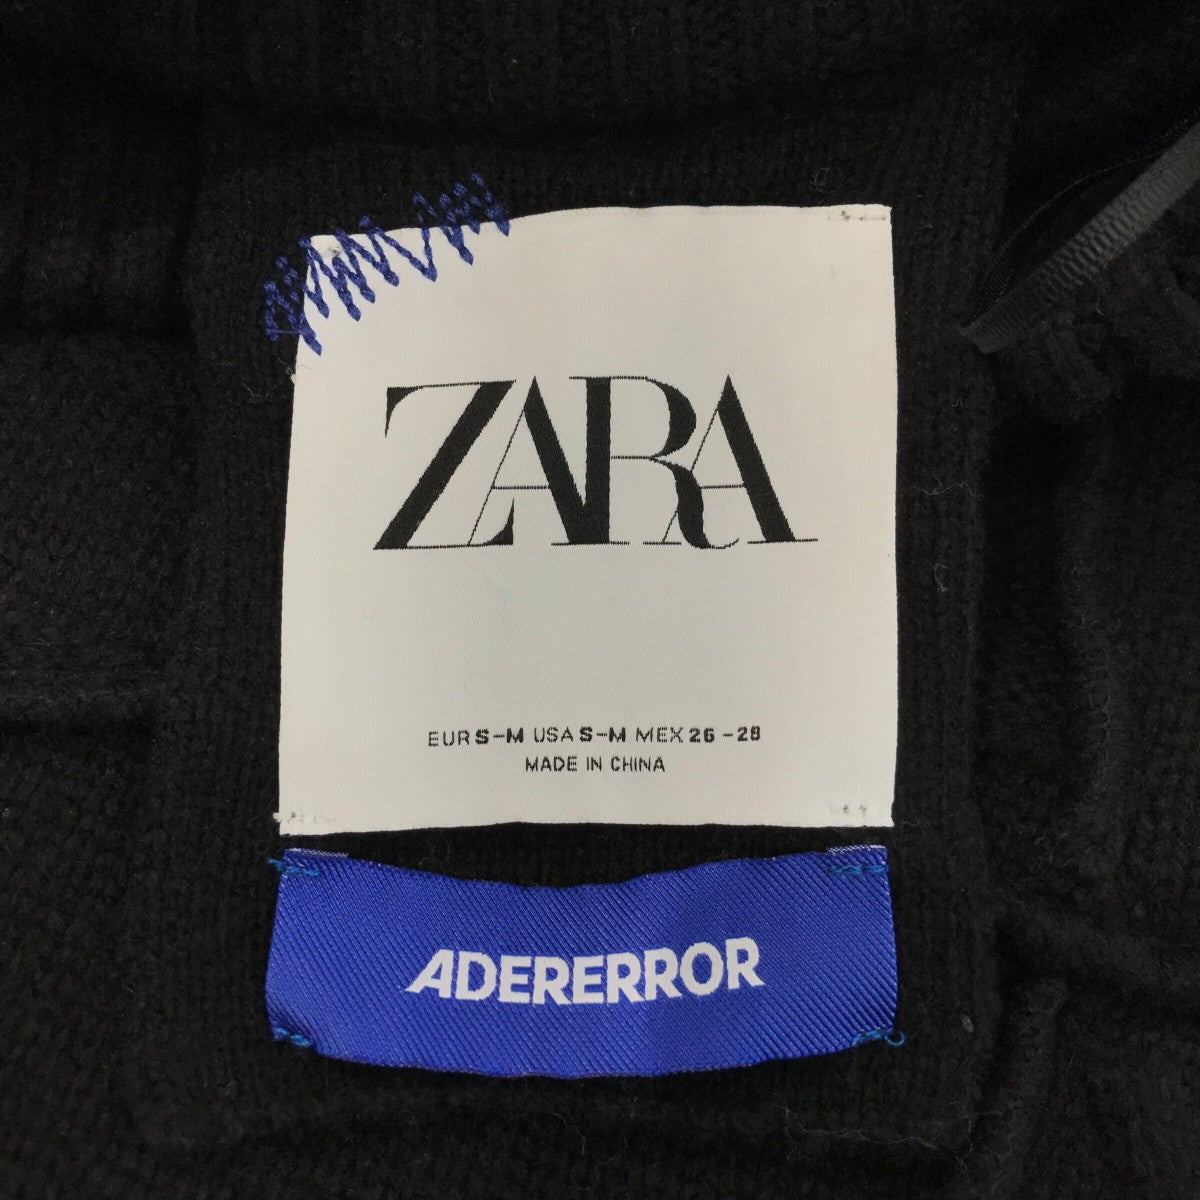 ZARA
EUR S-M USA S-M MEX 26-28
MADE IN CHINA
ADERERROR